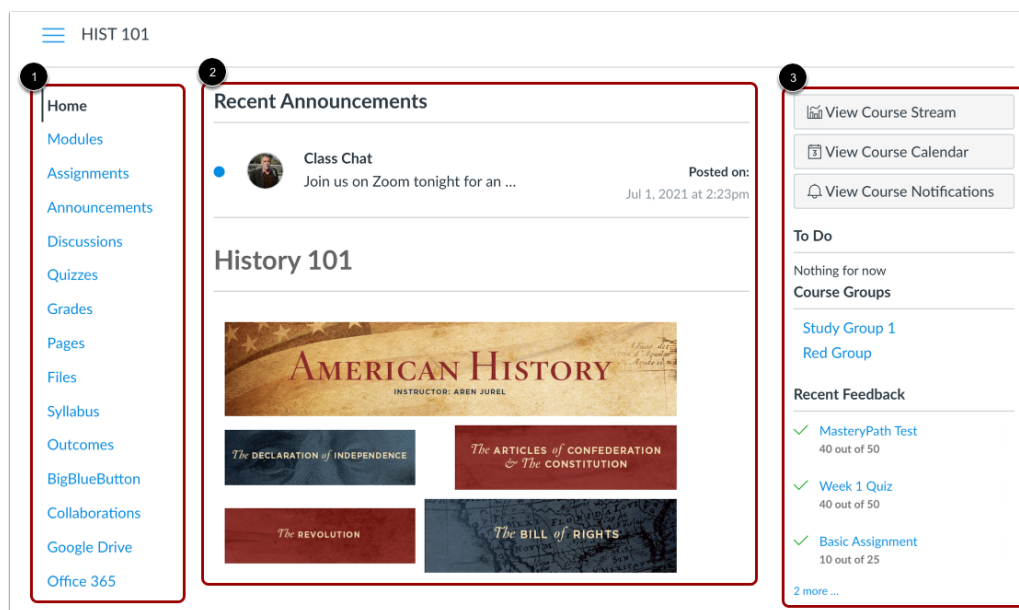 HIST 101
1
Home
Modules
Assignments
Announcements
Discussions
Quizzes
Grades
Pages
Files
Syllabus
Outcomes
BigBlueButton
Collaborations
Google Drive
Office 365
2
Recent Announcements
Class Chat
Join us on Zoom tonight for an ...
Posted on:
Jul 1, 2021 at 2:23pm
History 101
AMERICAN HISTORY
INSTRUCTOR: AREN JUREL
The DECLARATION of INDEPENDENCE
The ARTICLES of CONFEDERATION
& The CONSTITUTION
The REVOLUTION
The BILL of RIGHTS
3
View Course Stream
3 View Course Calendar
View Course Notifications
To Do
Nothing for now
Course Groups
Study Group 1
Red Group
Recent Feedback
MasteryPath Test
40 out of 50
Week 1 Quiz
40 out of 50
Basic Assignment
10 out of 25
2 more ...